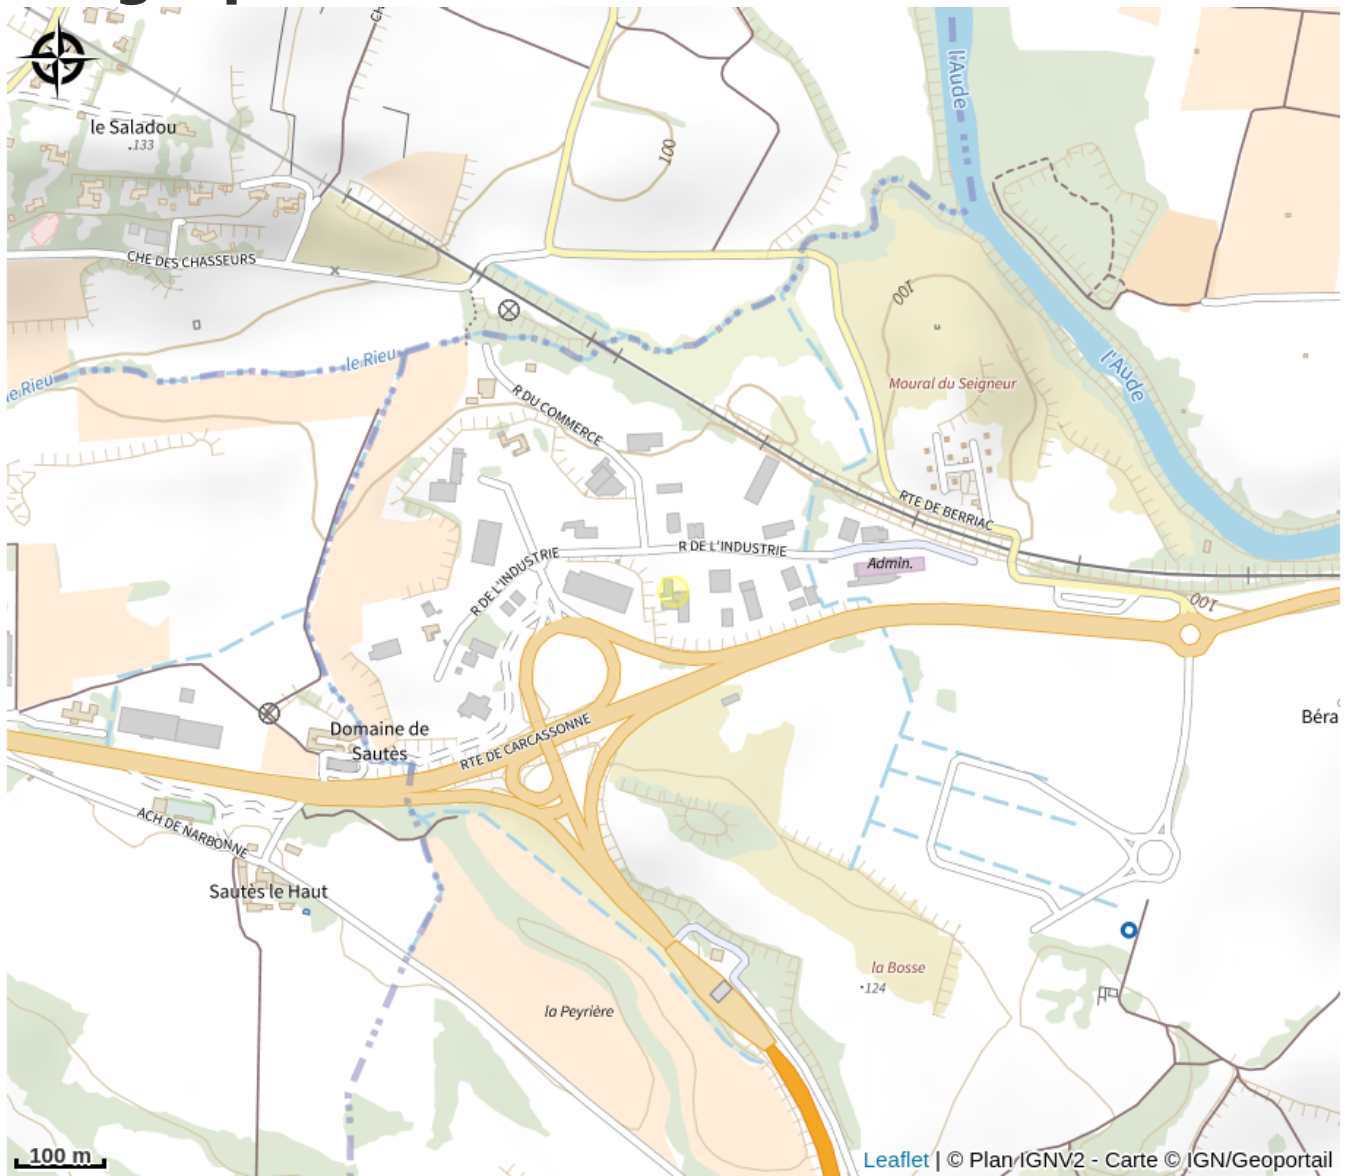 l'Aude
le Saladou
133
100
CHE DES CHASSEURS
100
l'Aude
le Rieu
le Rieu
Moural du Seigneur
R DU COMMERCE
RTE DE BERRIAC
R DE L'INDUSTRIE
R DE L'INDUSTRIE
Admin.
100
Domaine de
Sautès
RTE DE CARCASSONNE
Béra
ACH DE NARBONNE
Sautès le Haut
la Bosse
124
la Peyrière
100 m
Leaflet | © Plan IGNV2 - Carte © IGN/Geoportail